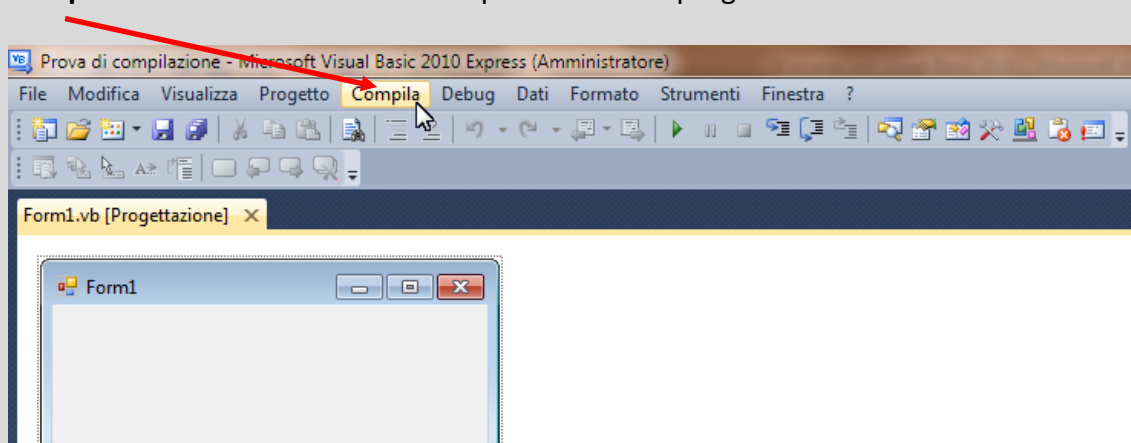 Prova di compilazione - Microsoft Visual Basic 2010 Express (Amministratore)
File Modifica Visualizza Progetto Compila Debug Dati Formato Strumenti Finestra ?
Form1.vb [Progettazione]
Form1